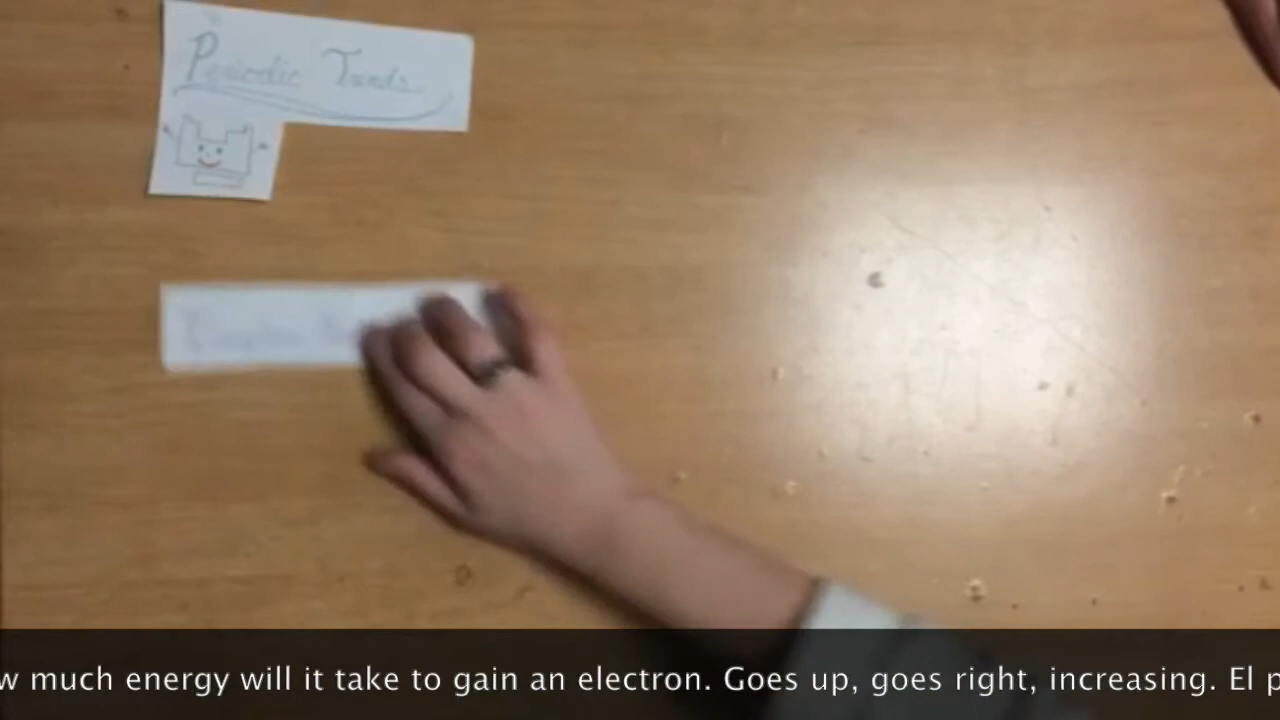 Periodic Trends
w much energy will it take to gain an electron. Goes up, goes right, increasing. El p